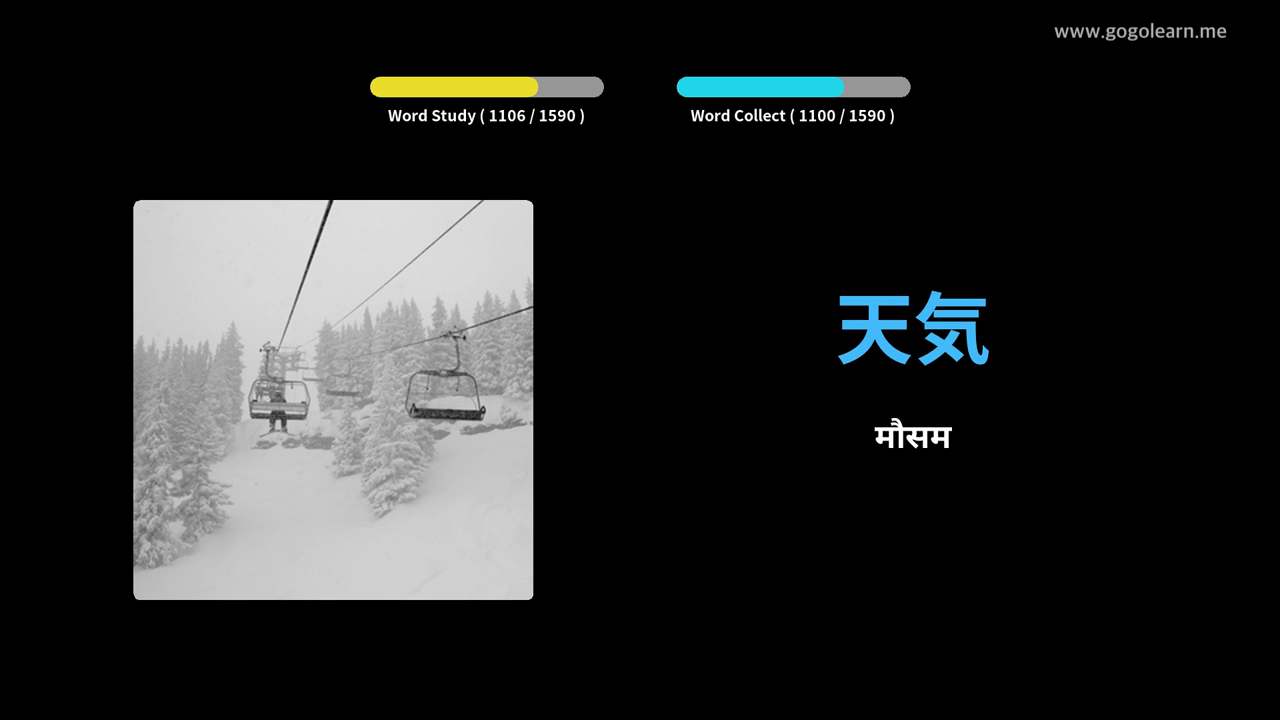 www.gogolearn.me
Word Study ( 1106 / 1590 )
Word Collect ( 1100 / 1590 )
天気
मौसम